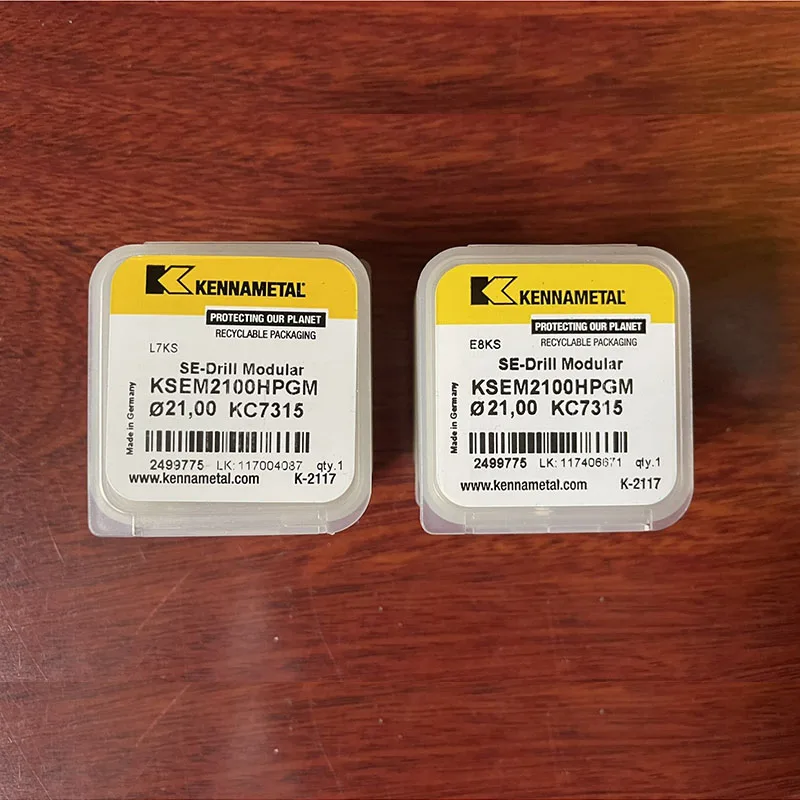 KENNAMETAL
PROTECTING OUR PLANET
RECYCLABLE PACKAGING
L7KS
SE-Drill Modular
KSEM2100HPGM
Ø21,00 KC7315
Made in Germany
2499775 LK: 117004087 qty.1
www.kennametal.com K-2117
KENNAMETAL
PROTECTING OUR PLANET
RECYCLABLE PACKAGING
E8KS
SE-Drill Modular
KSEM2100HPGM
Ø21,00 KC7315
Made in Germany
2499775 LK: 117406671 qty.1
www.kennametal.com K-2117